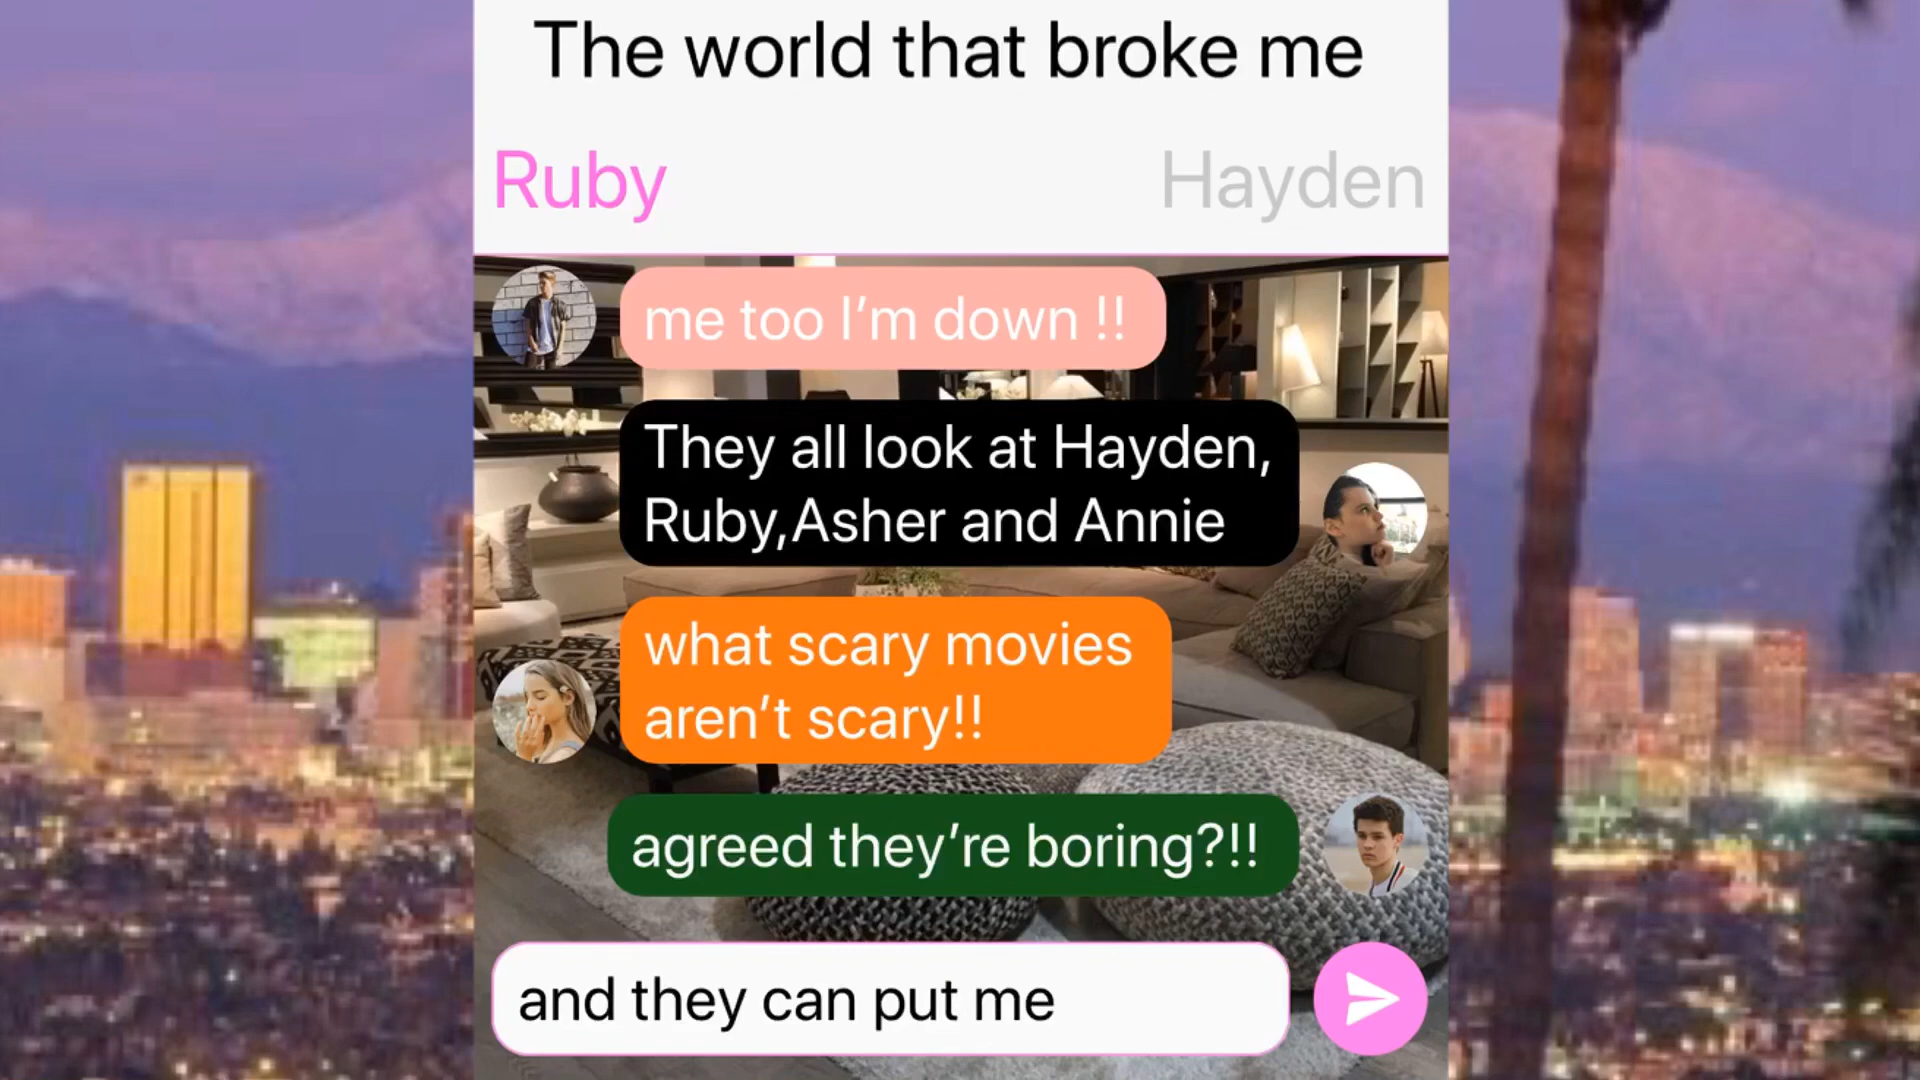 The world that broke me
Ruby
Hayden
me too I’m down !!
They all look at Hayden,
Ruby,Asher and Annie
what scary movies
aren’t scary!!
agreed they’re boring?!!
and they can put me